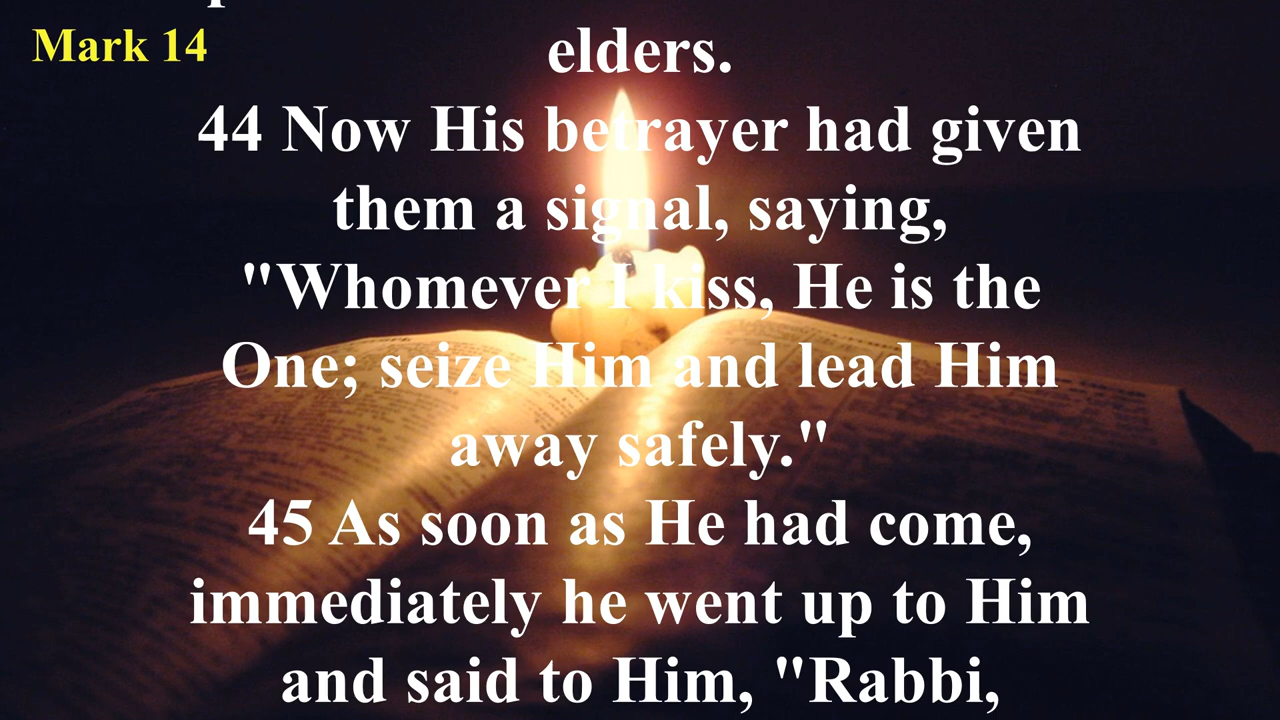 Mark 14
elders.
44 Now His betrayer had given
them a signal, saying,
"Whomever I kiss, He is the
One; seize Him and lead Him
away safely."
45 As soon as He had come,
immediately he went up to Him
and said to Him, "Rabbi,